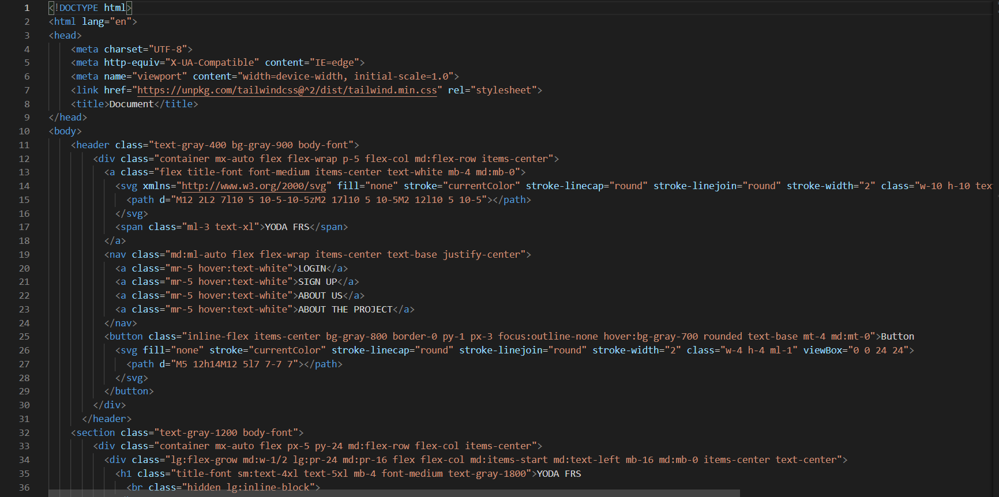 1 <!DOCTYPE html>
2 <html lang="en">
3 <head>
4     <meta charset="UTF-8">
5     <meta http-equiv="X-UA-Compatible" content="IE=edge">
6     <meta name="viewport" content="width=device-width, initial-scale=1.0">
7     <link href="https://unpkg.com/tailwindcss@^2/dist/tailwind.min.css" rel="stylesheet">
8     <title>Document</title>
9 </head>
10 <body>
11     <header class="text-gray-400 bg-gray-900 body-font">
12         <div class="container mx-auto flex flex-wrap p-5 flex-col md:flex-row items-center">
13           <a class="flex title-font font-medium items-center text-white mb-4 md:mb-0">
14             <svg xmlns="http://www.w3.org/2000/svg" fill="none" stroke="currentColor" stroke-linecap="round" stroke-linejoin="round" stroke-width="2" class="w-10 h-10 tex
15               <path d="M12 2L2 7l10 5 10-5-10-5zM2 17l10 5 10-5M2 12l10 5 10-5"></path>
16             </svg>
17             <span class="ml-3 text-xl">YODA FRS</span>
18           </a>
19           <nav class="md:ml-auto flex flex-wrap items-center text-base justify-center">
20             <a class="mr-5 hover:text-white">LOGIN</a>
21             <a class="mr-5 hover:text-white">SIGN UP</a>
22             <a class="mr-5 hover:text-white">ABOUT US</a>
23             <a class="mr-5 hover:text-white">ABOUT THE PROJECT</a>
24           </nav>
25           <button class="inline-flex items-center bg-gray-800 border-0 py-1 px-3 focus:outline-none hover:bg-gray-700 rounded text-base mt-4 md:mt-0">Button
26             <svg fill="none" stroke="currentColor" stroke-linecap="round" stroke-linejoin="round" stroke-width="2" class="w-4 h-4 ml-1" viewBox="0 0 24 24">
27               <path d="M5 12h14M12 5l7 7-7 7"></path>
28             </svg>
29           </button>
30         </div>
31       </header>
32     <section class="text-gray-1200 body-font">
33         <div class="container mx-auto flex px-5 py-24 md:flex-row flex-col items-center">
34           <div class="lg:flex-grow md:w-1/2 lg:pr-24 md:pr-16 flex flex-col md:items-start md:text-left mb-16 md:mb-0 items-center text-center">
35             <h1 class="title-font sm:text-4xl text-5xl mb-4 font-medium text-gray-1800">YODA FRS
36               <br class="hidden lg:inline-block">